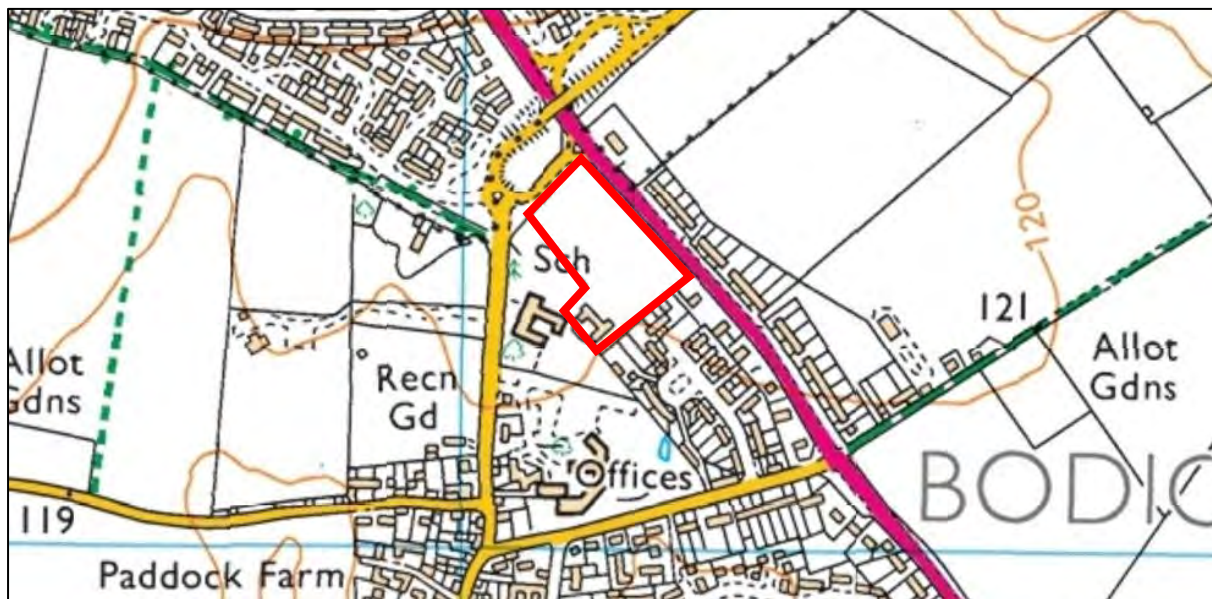 120
Sch
121
Allot
Gdns
Allot
Gdns
Recn
Gd
Offices
BODIC
119
Paddock Farm